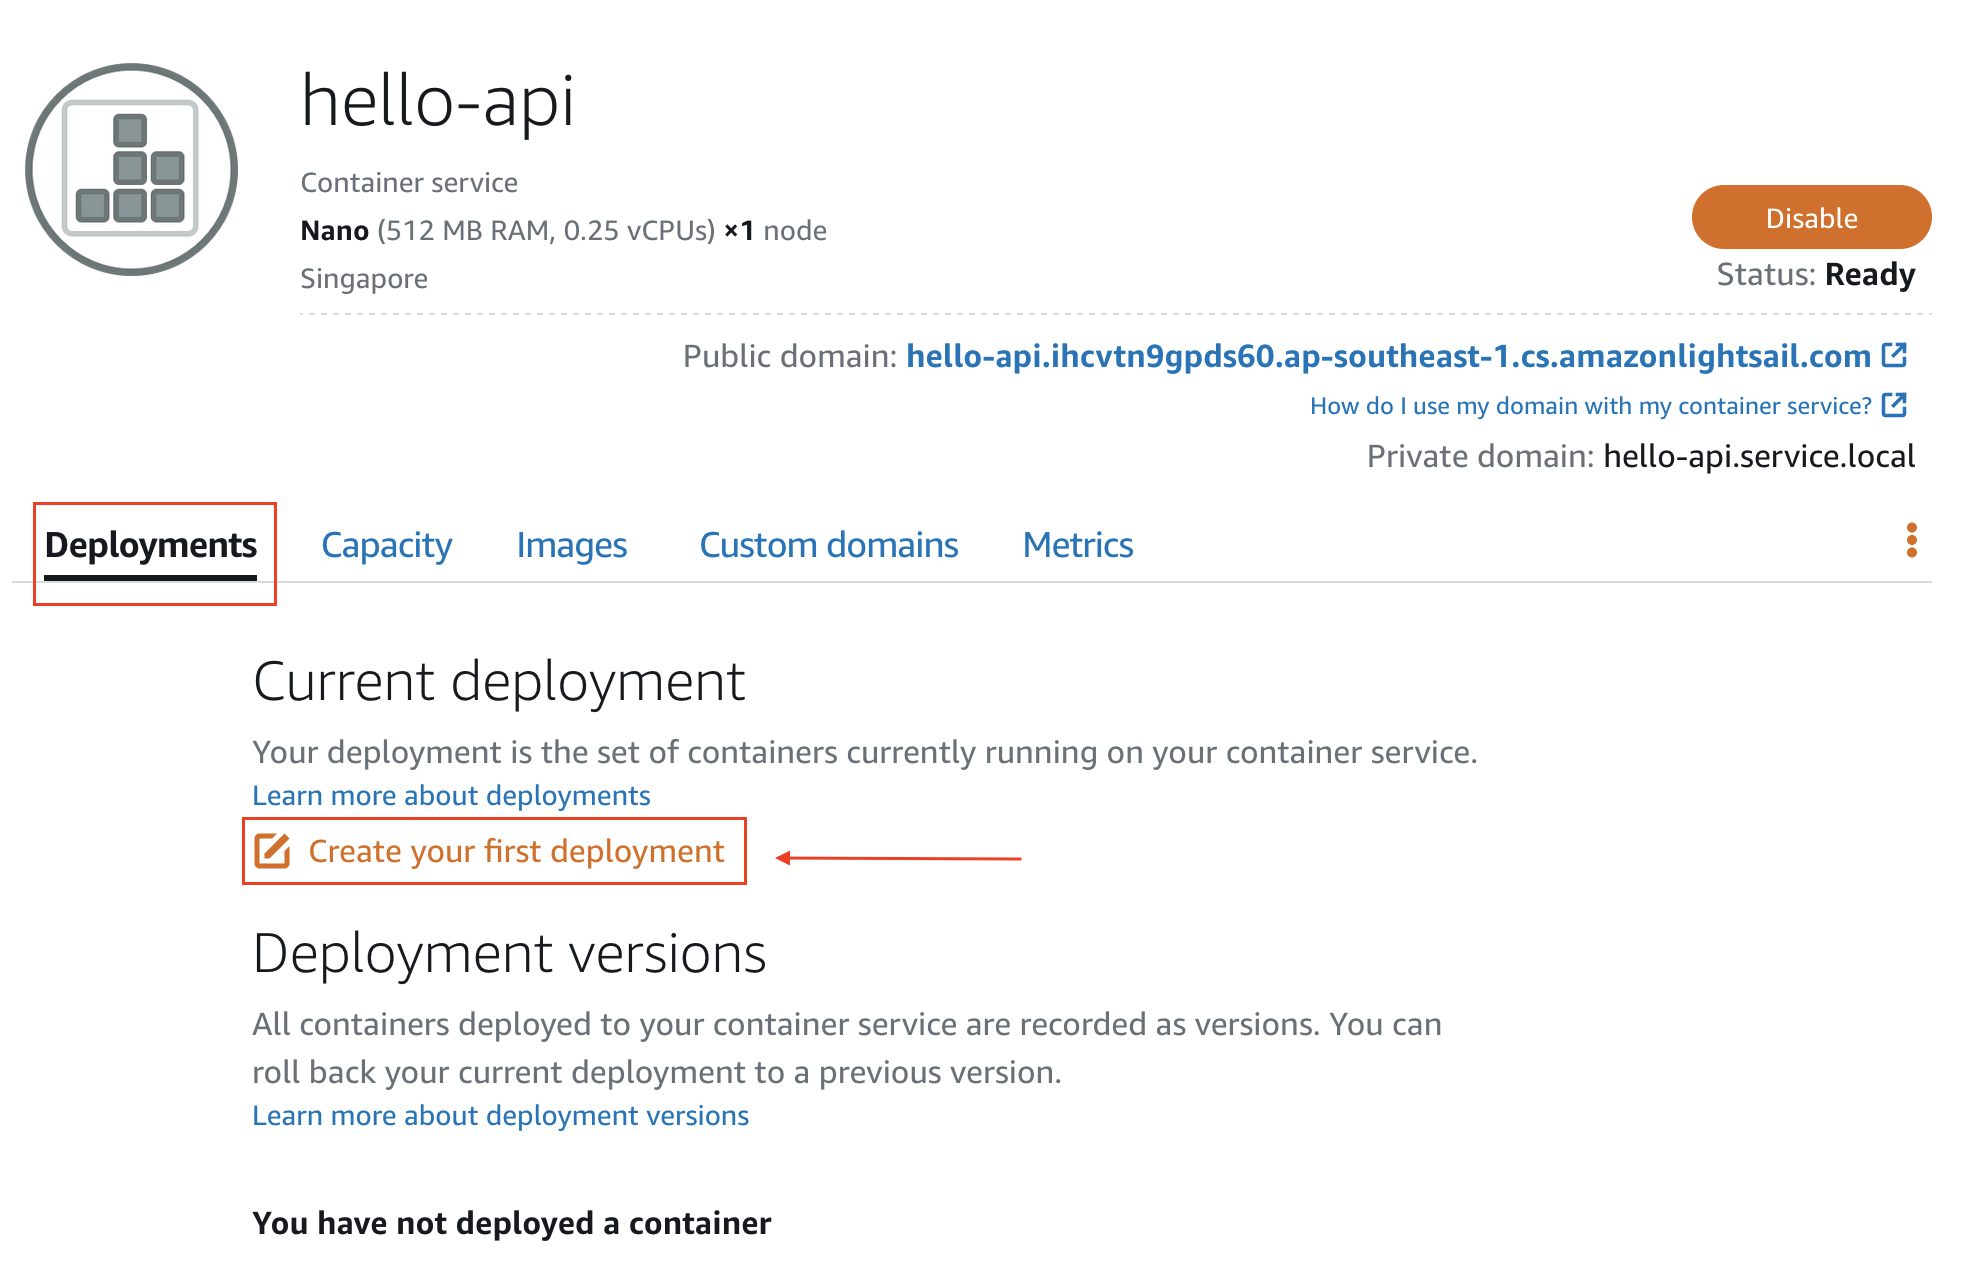 hello-api
Container service
Nano (512 MB RAM, 0.25 vCPUs) ×1 node
Singapore
Disable
Status: Ready
Public domain: hello-api.ihcvtn9gpds60.ap-southeast-1.cs.amazonlightsail.com
How do I use my domain with my container service?
Private domain: hello-api.service.local
Deployments Capacity Images Custom domains Metrics
Current deployment
Your deployment is the set of containers currently running on your container service.
Learn more about deployments
Create your first deployment
Deployment versions
All containers deployed to your container service are recorded as versions. You can
roll back your current deployment to a previous version.
Learn more about deployment versions
You have not deployed a container